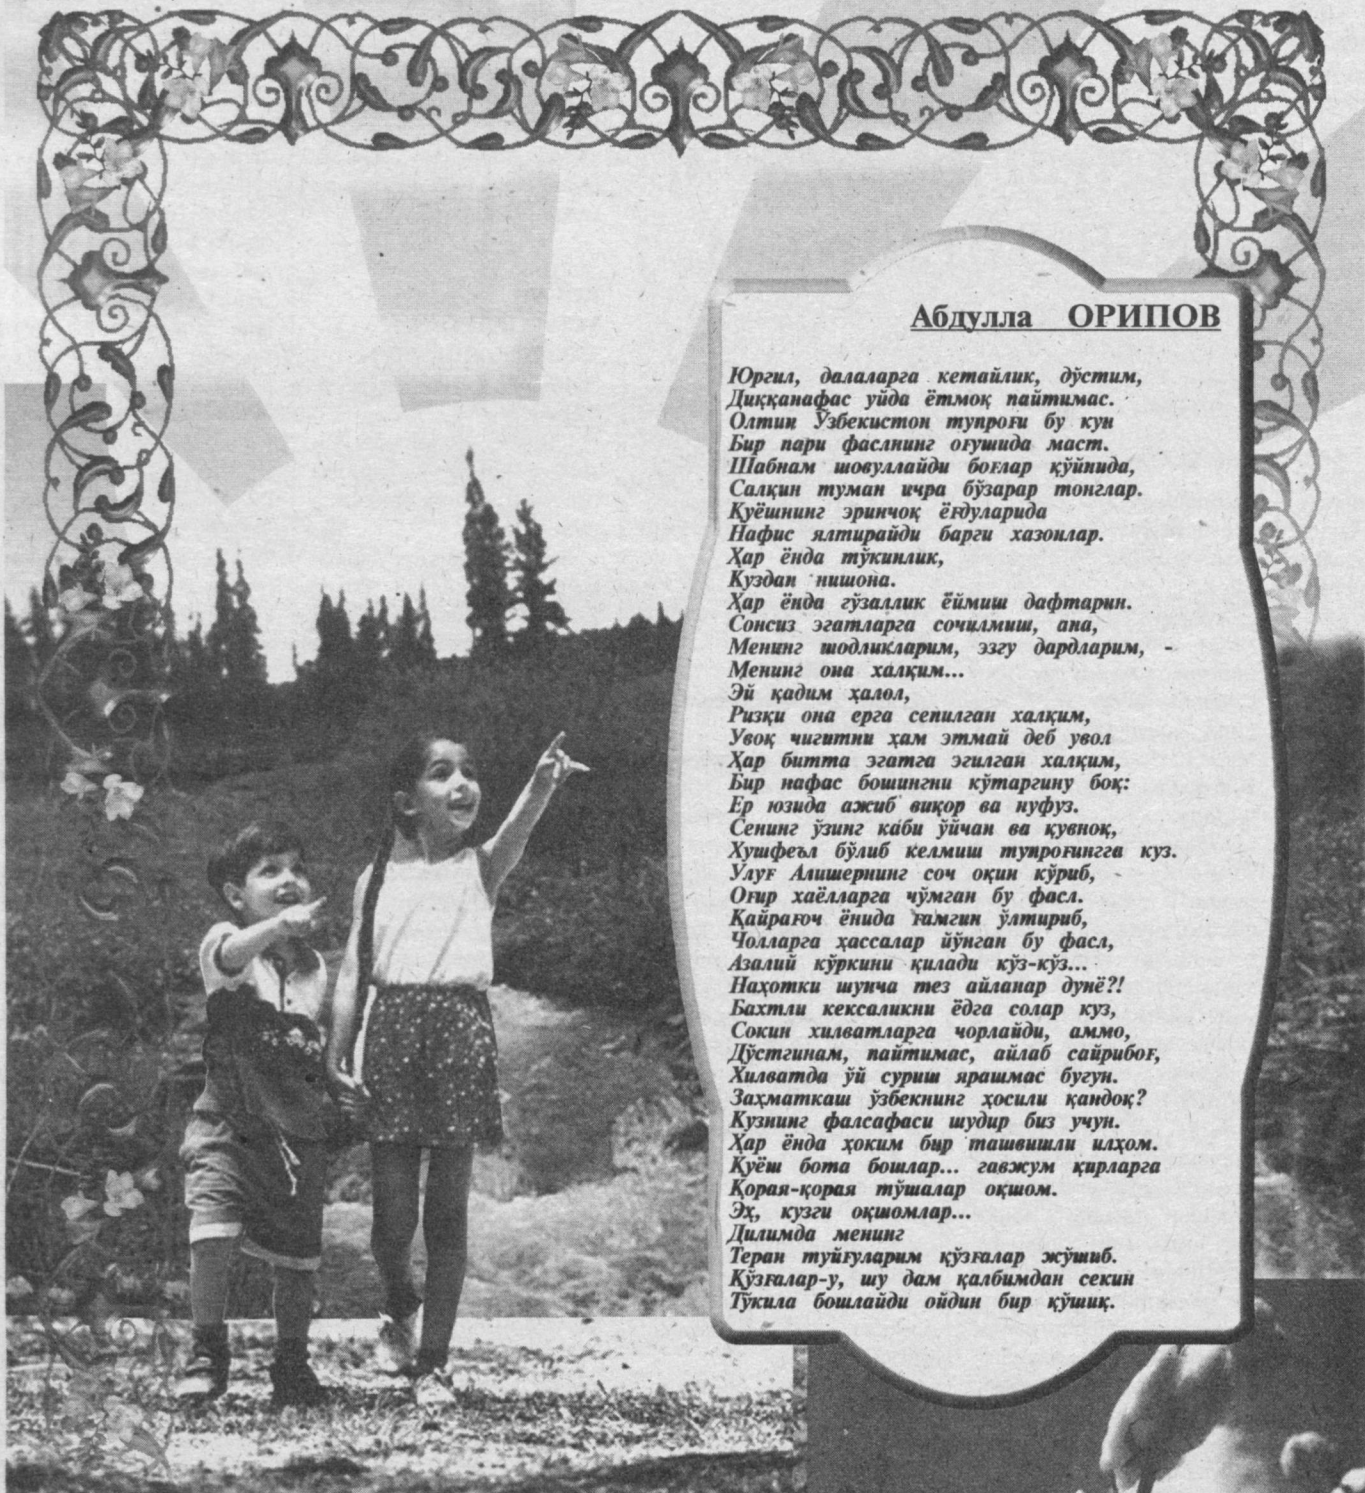 Абдулла ОРИПОВ
Юргил, далаларга кетайлик, дўстим,
Диққанафас уйда ётмоқ пайтимас.
Олтин Ўзбекистон тупроғи бу кун
Бир пари фаслнинг оғушида маст.
Шабнам шовуллайди боғлар қўйнида,
Салқин туман ичра бўзарар тонглар.
Қуёшнинг эринчоқ ёғдуларида
Нафис ялтирайди барги хазонлар.
Ҳар ёнда тўкинлик,
Куздан нишона.
Ҳар ёнда гўзаллик ёймиш дафтарин.
Сонсиз эгатларга сочилмиш, ана,
Менинг шодликларим, эзгу дардларим, -
Менинг она халқим...
Эй қадим ҳалол,
Ризқи она ерга сепилган халқим,
Увоқ чигитни ҳам этмай деб увол
Ҳар битта эгатга эгилган халқим,
Бир нафас бошингни кўтаргину боқ:
Ер юзида ажиб виқор ва нуфуз.
Сенинг ўзинг каби ўйчан ва қувноқ,
Хушфеъл бўлиб келмиш тупроғингга куз.
Улуғ Алишернинг соч оқин кўриб,
Оғир хаёлларга чўмган бу фасл.
Қайрағоч ёнида ғамгин ўлтириб,
Чолларга ҳассалар йўнган бу фасл,
Азалий кўркини қилади кўз-кўз...
Наҳотки шунча тез айланар дунё?!
Бахтли кексаликни ёдга солар куз,
Сокин хилватларга чорлайди, аммо,
Дўстгинам, пайтимас, айлаб сайрибоғ,
Хилватда ўй суриш ярашмас бугун.
Заҳматкаш ўзбекнинг ҳосили қандоқ?
Кузнинг фалсафаси шудир биз учун.
Ҳар ёнда ҳоким бир ташвишли илҳом.
Қуёш бота бошлар... гавжум қирларга
Қорая-қорая тўшалар оқшом.
Эҳ, кузги оқшомлар...
Дилимда менинг
Теран туйғуларим қўзғалар жўшиб.
Қўзғалар-у, шу дам қалбимдан секин
Тўкила бошлайди ойдин бир қўшиқ.